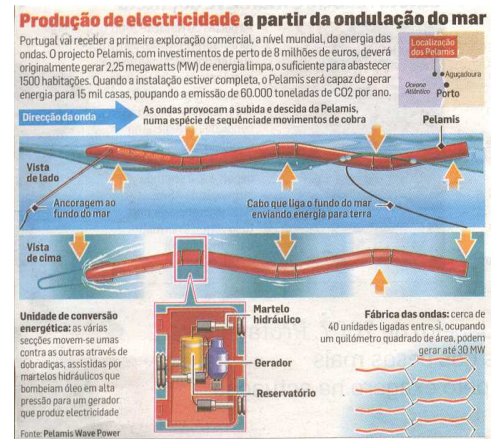 Produção de electricidade a partir da ondulação do mar
Portugal vai receber a primeira exploração comercial, a nível mundial, da energia das
ondas. O projecto Pelamis, com investimentos de perto de 8 milhões de euros, deverá
originalmente gerar 2,25 megawatts (MW) de energia limpa, o suficiente para abastecer
1500 habitações. Quando a instalação estiver completa, o Pelamis será capaz de gerar
energia para 15 mil casas, poupando a emissão de 60.000 toneladas de CO2 por ano.
Localização
dos Pelamis
Aguçadoura
Oceano
Atlântico
Porto
Direcção da onda
As ondas provocam a subida e descida da Pelamis,
numa espécie de sequênciade movimentos de cobra
Pelamis
Vista
de lado
Ancoragem ao
fundo do mar
Cabo que liga o fundo do mar
enviando energia para terra
Vista
de cima
Unidade de conversão
energética: as várias
secções movem-se umas
contra as outras através de
dobradiças, assistidas por
martelos hidráulicos que
bombeiam óleo em alta
pressão para um gerador
que produz electricidade
Martelo
hidráulico
Gerador
Reservatório
Fábrica das ondas: cerca de
40 unidades ligadas entre si, ocupando
um quilómetro quadrado de área, podem
gerar até 30 MW
Fonte: Pelamis Wave Power